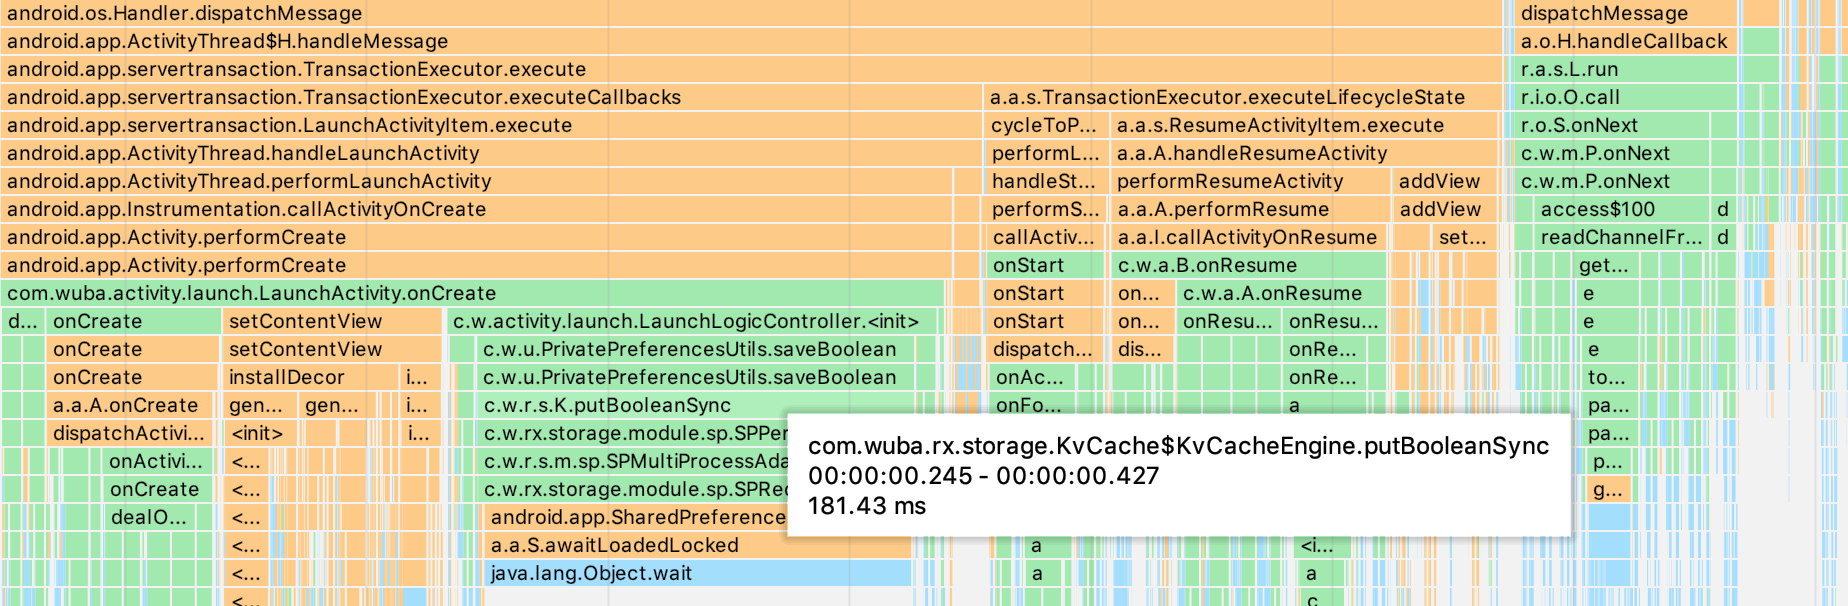 android.os.Handler.dispatchMessage dispatchMessage
android.app.ActivityThread$H.handleMessage a.o.H.handleCallback
android.app.servertransaction.TransactionExecutor.execute r.a.s.L.run
android.app.servertransaction.TransactionExecutor.executeCallbacks a.a.s.TransactionExecutor.executeLifecycleState r.i.o.O.call
android.app.servertransaction.LaunchActivityItem.execute cycleToP... a.a.s.ResumeActivityItem.execute r.o.S.onNext
android.app.ActivityThread.handleLaunchActivity performL... a.a.A.handleResumeActivity c.w.m.P.onNext
android.app.ActivityThread.performLaunchActivity handleSt... performResumeActivity addView c.w.m.P.onNext
android.app.Instrumentation.callActivityOnCreate performS... a.a.A.performResume addView access$100 d
android.app.Activity.performCreate callActiv... a.a.I.callActivityOnResume set... readChannelFr... d
android.app.Activity.performCreate onStart c.w.a.B.onResume get...
com.wuba.activity.launch.LaunchActivity.onCreate onStart on... c.w.a.A.onResume e
d... onCreate setContentView c.w.activity.launch.LaunchLogicController.<init> onStart on... onResu... onResu... e
onCreate setContentView c.w.u.PrivatePreferencesUtils.saveBoolean dispatch... dis... onRe... e
onCreate installDecor i... c.w.u.PrivatePreferencesUtils.saveBoolean onAc... onRe... to...
a.a.A.onCreate gen... gen... i... c.w.r.s.K.putBooleanSync onFo... a pa...
dispatchActivi... <init> i... c.w.rx.storage.module.sp.SPPer pa...
com.wuba.rx.storage.KvCache$KvCacheEngine.putBooleanSync
onActivi... <... c.w.r.s.m.sp.SPMultiProcessAda p...
00:00:00.245 - 00:00:00.427
onCreate <... c.w.rx.storage.module.sp.SPRec g...
181.43 ms
dealO... <... android.app.SharedPreference
<... a.a.S.awaitLoadedLocked a <i...
<... java.lang.Object.wait a a
<... c